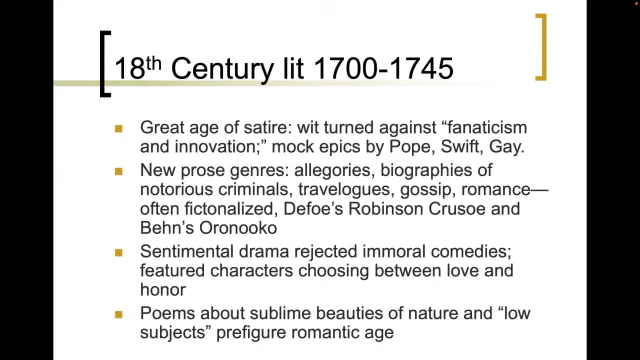 18th Century lit 1700-1745
Great age of satire: wit turned against “fanaticism
and innovation;” mock epics by Pope, Swift, Gay.
New prose genres: allegories, biographies of
notorious criminals, travelogues, gossip, romance—
often fictonalized, Defoe’s Robinson Crusoe and
Behn’s Oronooko
Sentimental drama rejected immoral comedies;
featured characters choosing between love and
honor
Poems about sublime beauties of nature and “low
subjects” prefigure romantic age